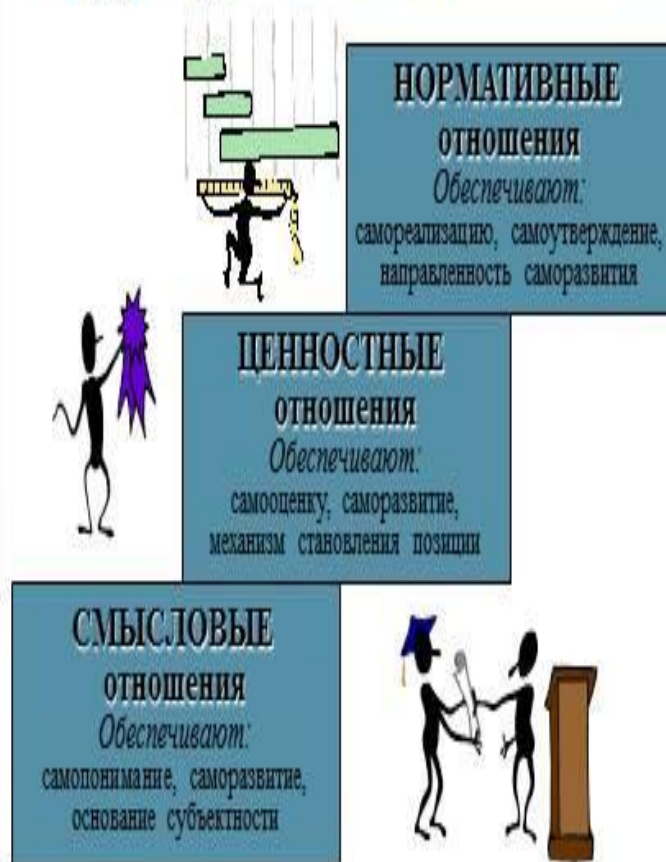 НОРМАТИВНЫЕ
отношения
Обеспечивают:
самореализацию, самоутверждение,
направленность саморазвития
ЦЕННОСТНЫЕ
отношения
Обеспечивают:
самооценку, саморазвитие,
механизм становления позиции
СМЫСЛОВЫЕ
отношения
Обеспечивают:
самопонимание, саморазвитие,
основание субъектности